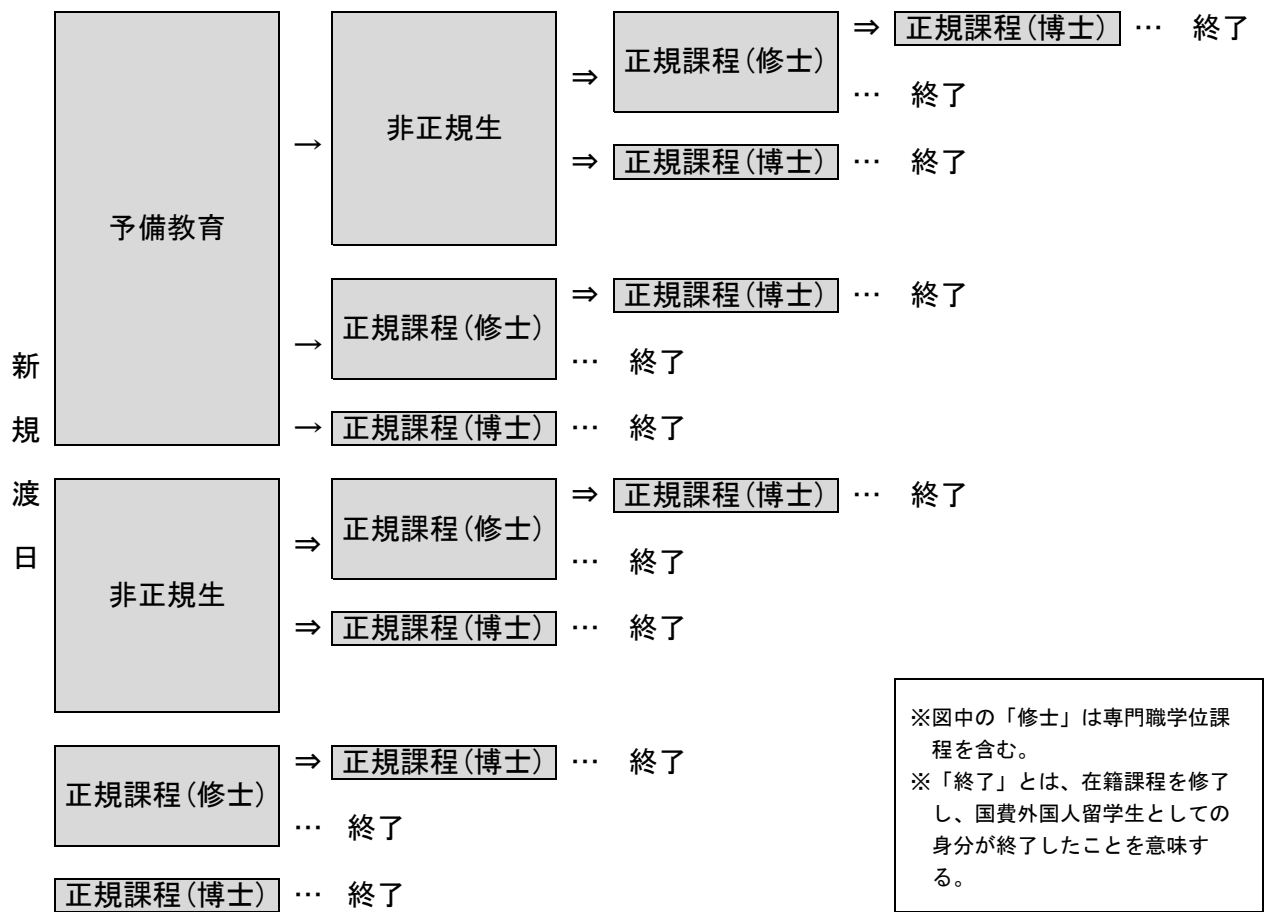 新規渡日
予備教育
→ 非正規生
⇒ 正規課程(修士)
⇒ 正規課程(博士) … 終了
… 終了
⇒ 正規課程(博士) … 終了
→ 正規課程(修士)
⇒ 正規課程(博士) … 終了
… 終了
→ 正規課程(博士) … 終了
非正規生
⇒ 正規課程(修士)
⇒ 正規課程(博士) … 終了
… 終了
⇒ 正規課程(博士) … 終了
正規課程(修士)
⇒ 正規課程(博士) … 終了
… 終了
正規課程(博士) … 終了
※図中の「修士」は専門職学位課
程を含む。
※「終了」とは、在籍課程を修了
し、国費外国人留学生としての
身分が終了したことを意味す
る。